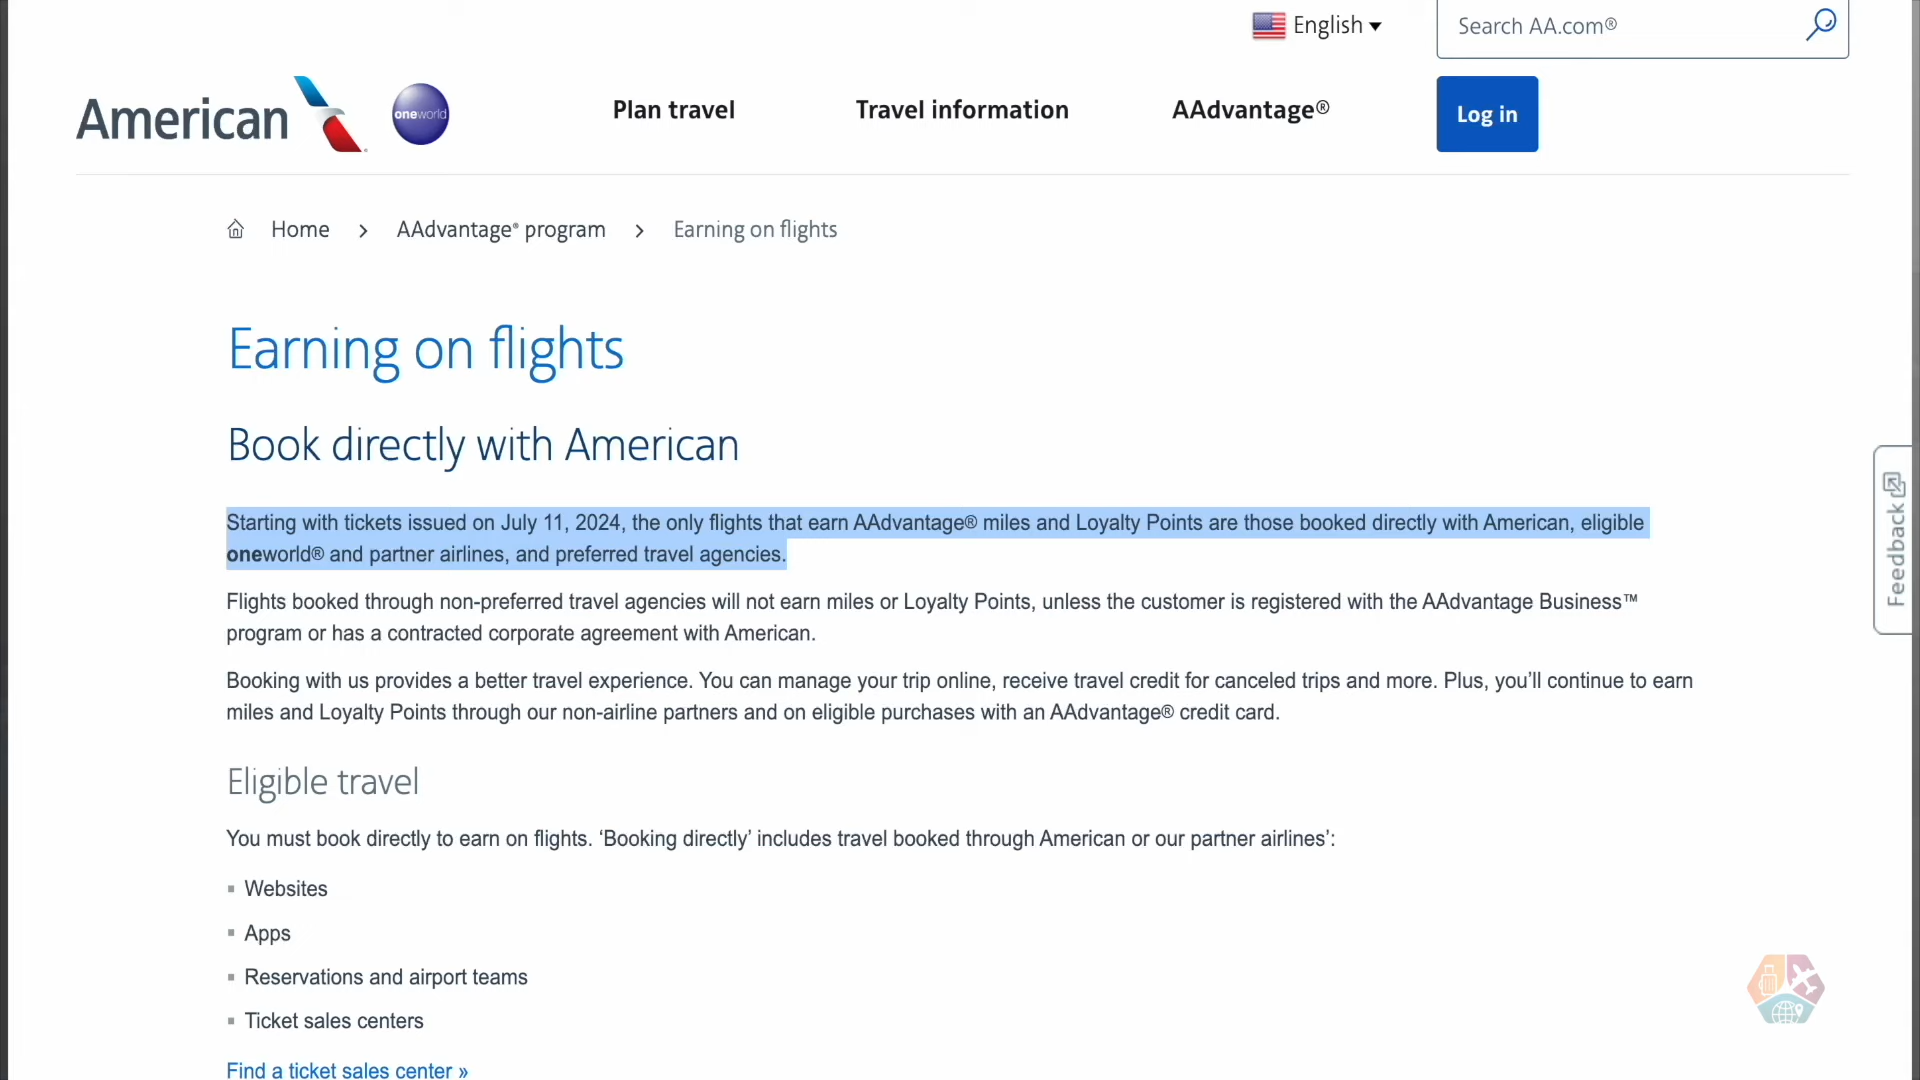 English
Search AA.com®
American
oneworld
Plan travel
Travel information
AAdvantage®
Log in
Home
AAdvantage® program
Earning on flights
Earning on flights
Book directly with American
Starting with tickets issued on July 11, 2024, the only flights that earn AAdvantage® miles and Loyalty Points are those booked directly with American, eligible
oneworld® and partner airlines, and preferred travel agencies.
Feedback
Flights booked through non-preferred travel agencies will not earn miles or Loyalty Points, unless the customer is registered with the AAdvantage Business™
program or has a contracted corporate agreement with American.
Booking with us provides a better travel experience. You can manage your trip online, receive travel credit for canceled trips and more. Plus, you’ll continue to earn
miles and Loyalty Points through our non-airline partners and on eligible purchases with an AAdvantage® credit card.
Eligible travel
You must book directly to earn on flights. ‘Booking directly’ includes travel booked through American or our partner airlines’:
Websites
Apps
Reservations and airport teams
Ticket sales centers
Find a ticket sales center »